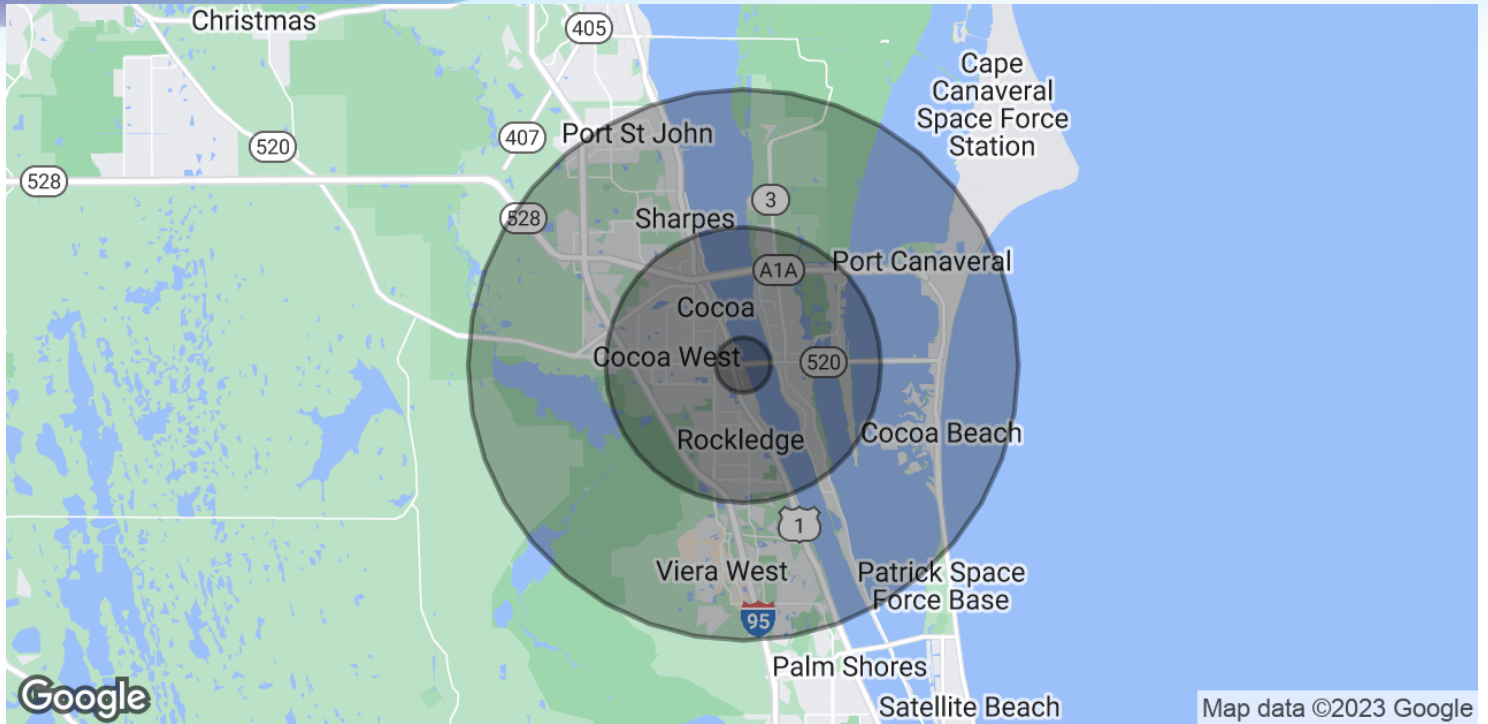 Christmas
405
Cape
Canaveral
Space Force
Station
407
Port St John
520
528
3
528
Sharpes
Port Canaveral
A1A
Cocoa
Cocoa West
520
Cocoa Beach
Rockledge
1
Viera West
Patrick Space
Force Base
95
Palm Shores
Google
Satellite Beach
Map data ©2023 Google